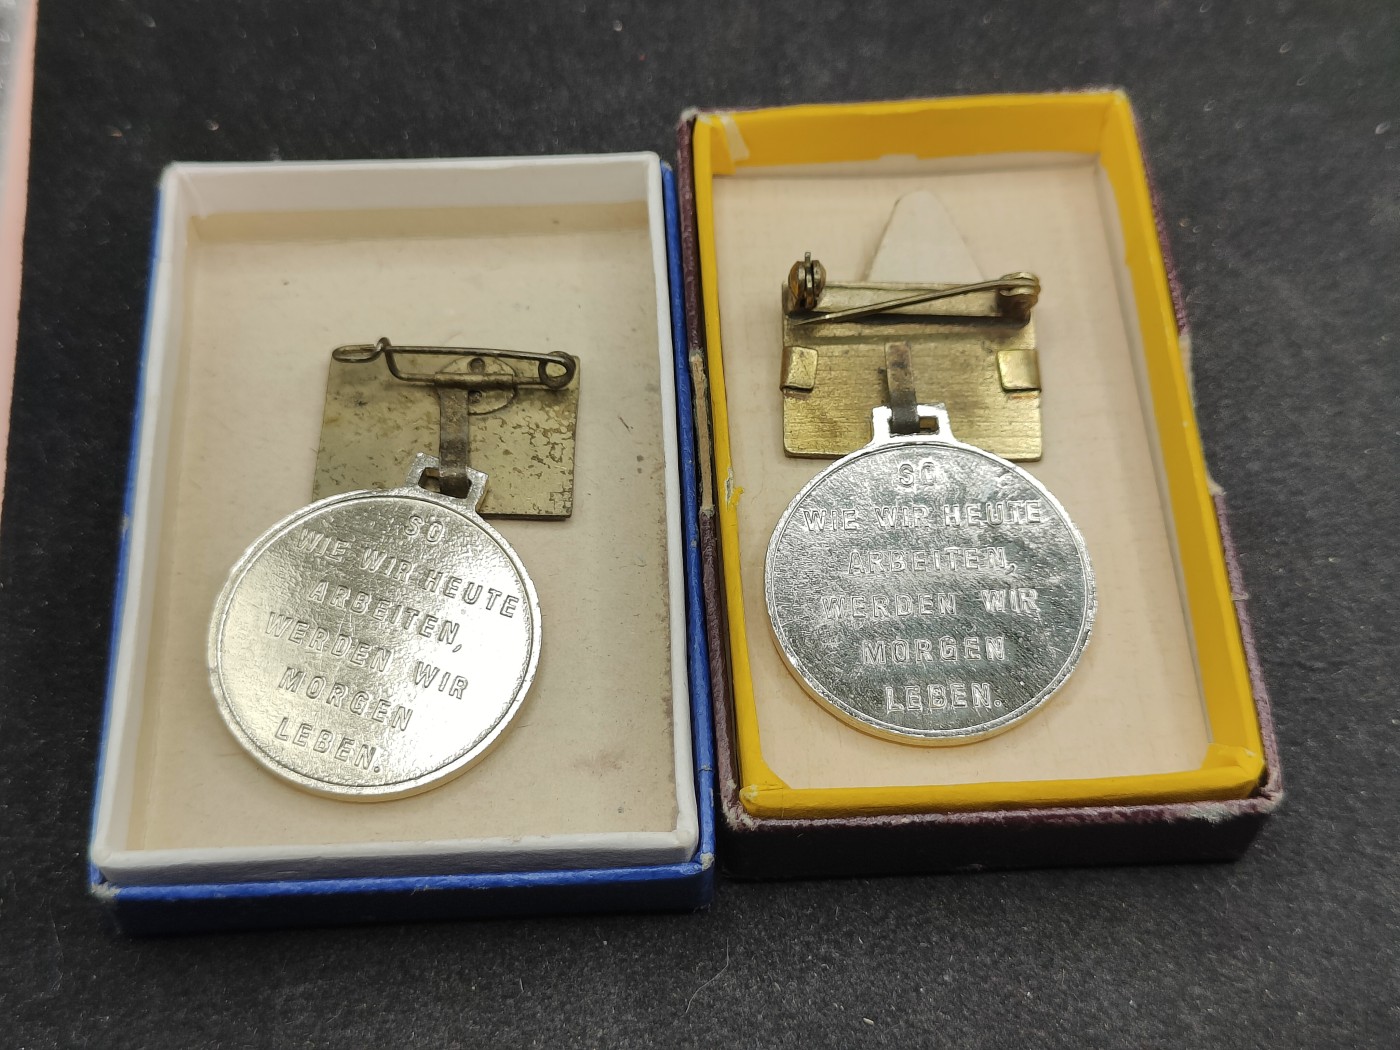 SO
WIE WIR HEUTE
ARBEITEN,
WERDEN WIR
MORGEN
LEBEN.
SO
WIE WIR HEUTE
ARBEITEN,
WERDEN WIR
MORGEN
LEBEN.